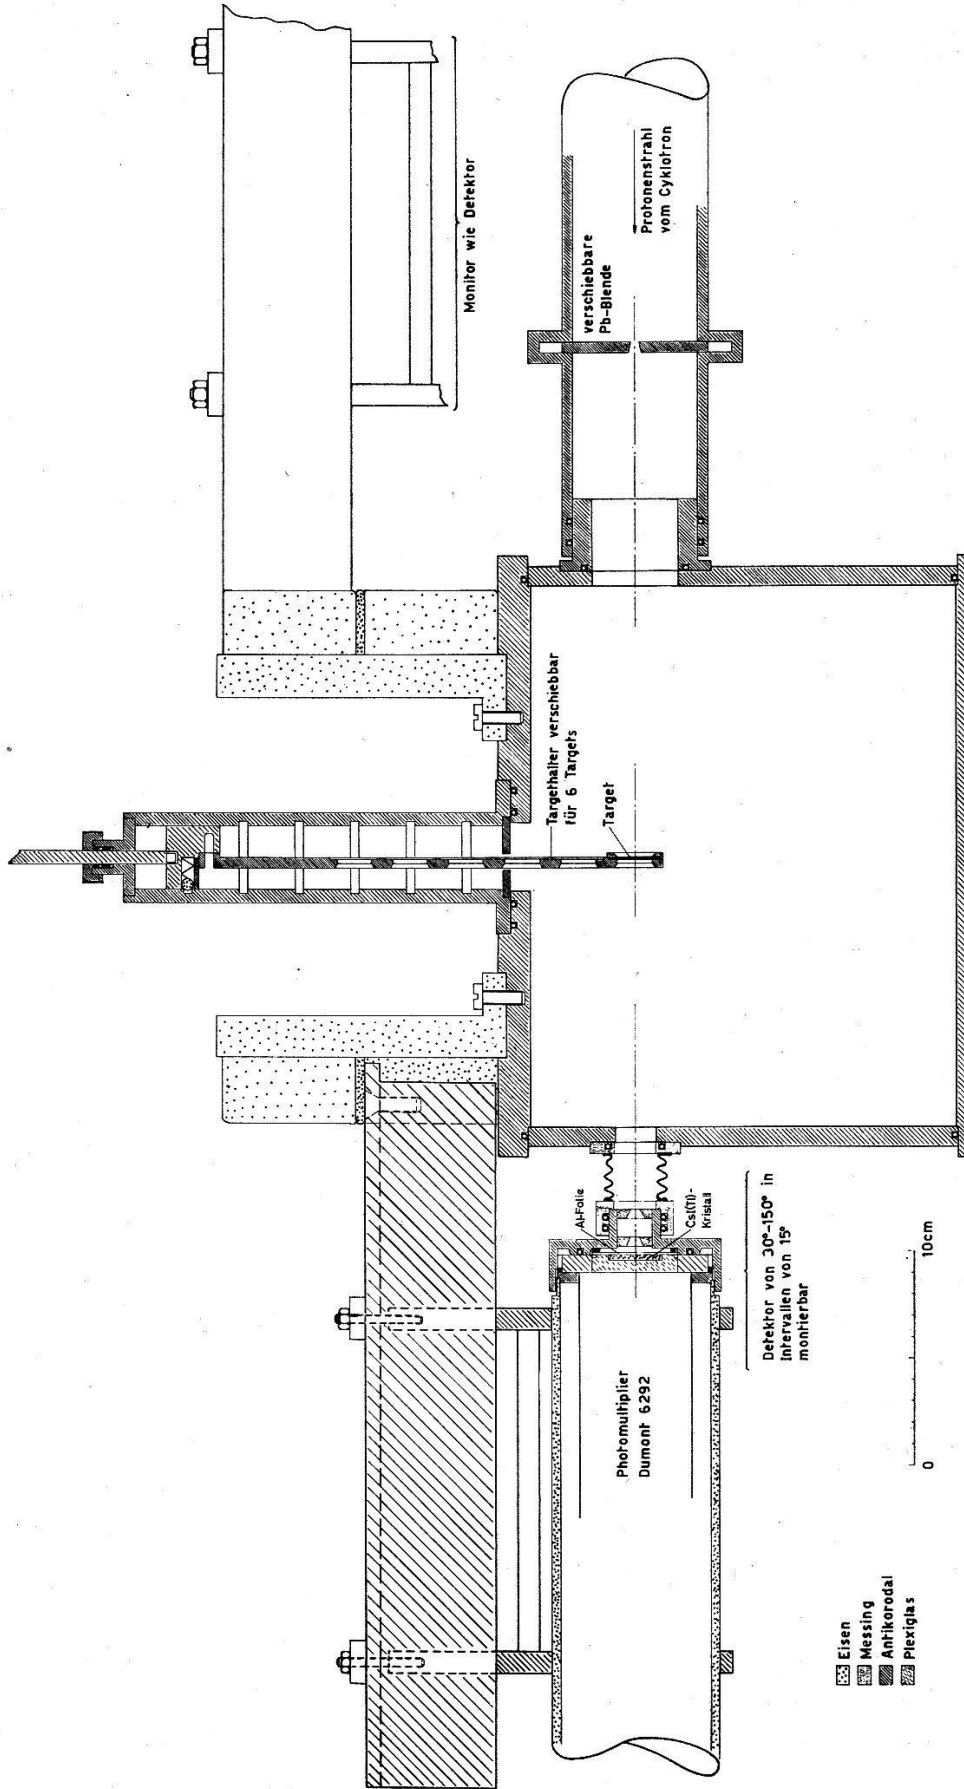 Monitor wie Detektor
verschiebbare
Pb-Blende
Protonenstrahl
vom Cyklotron
Targethalter verschiebbar
für 6 Targets
Target
Al-Folie
CsI(Tl)-
Kristall
Detektor von 30°-150° in
Intervallen von 15°
montierbar
Photomultiplier
Dumont 6292
0
10cm
Eisen
Messing
Antikorodal
Plexiglas